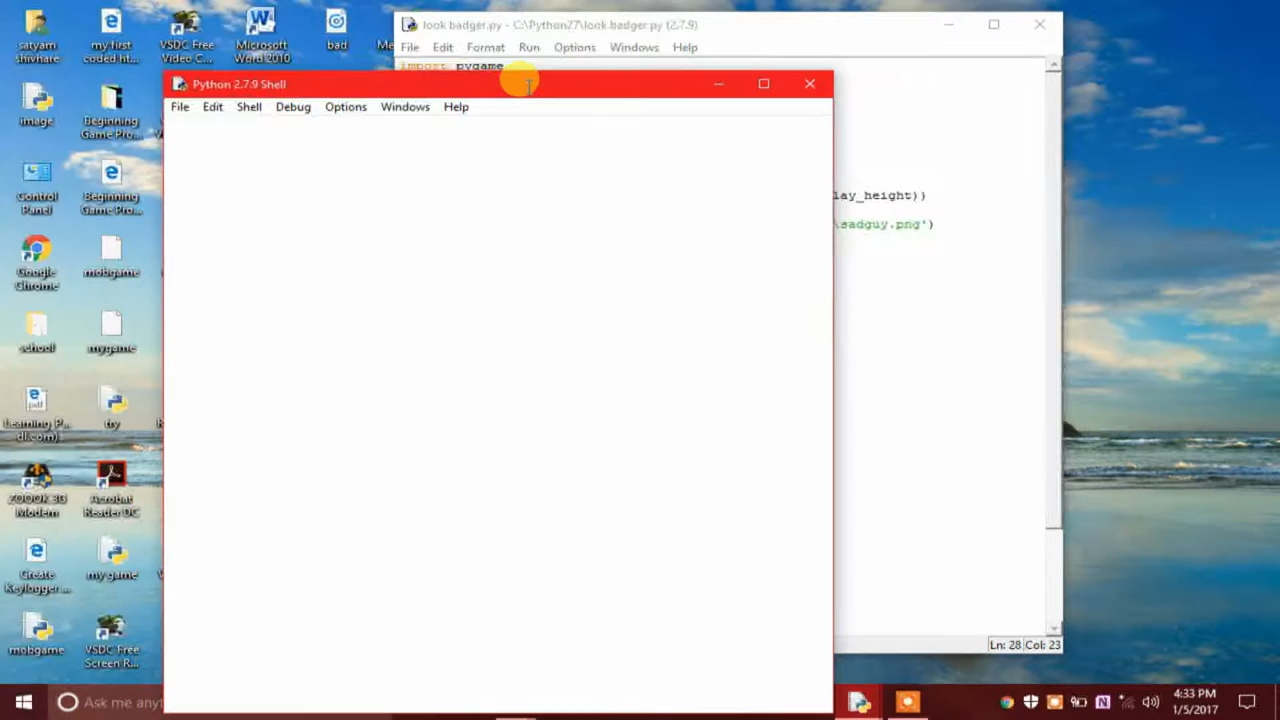 satyam
shivhare
my first
coded ht...
VSDC Free
Video C...
Microsoft
Word 2010
bad
Me
look badger.py - C:\Python27\look badger.py (2.7.9)
File Edit Format Run Options Windows Help
import pygame
Python 2.7.9 Shell
File Edit Shell Debug Options Windows Help
image
Beginning
Game Pro...
Control
Panel
Beginning
Game Pro...
lay_height))
\sadguy.png')
Google
Chrome
mobgame
school
mygame
Learning P...
dl.com)...
try
ZOOOK 3G
Modem
Acrobat
Reader DC
Create
Keylogger...
my game
mobgame
VSDC Free
Screen R...
Ln: 28 Col: 23
Ask me anyt
4:33 PM
1/5/2017